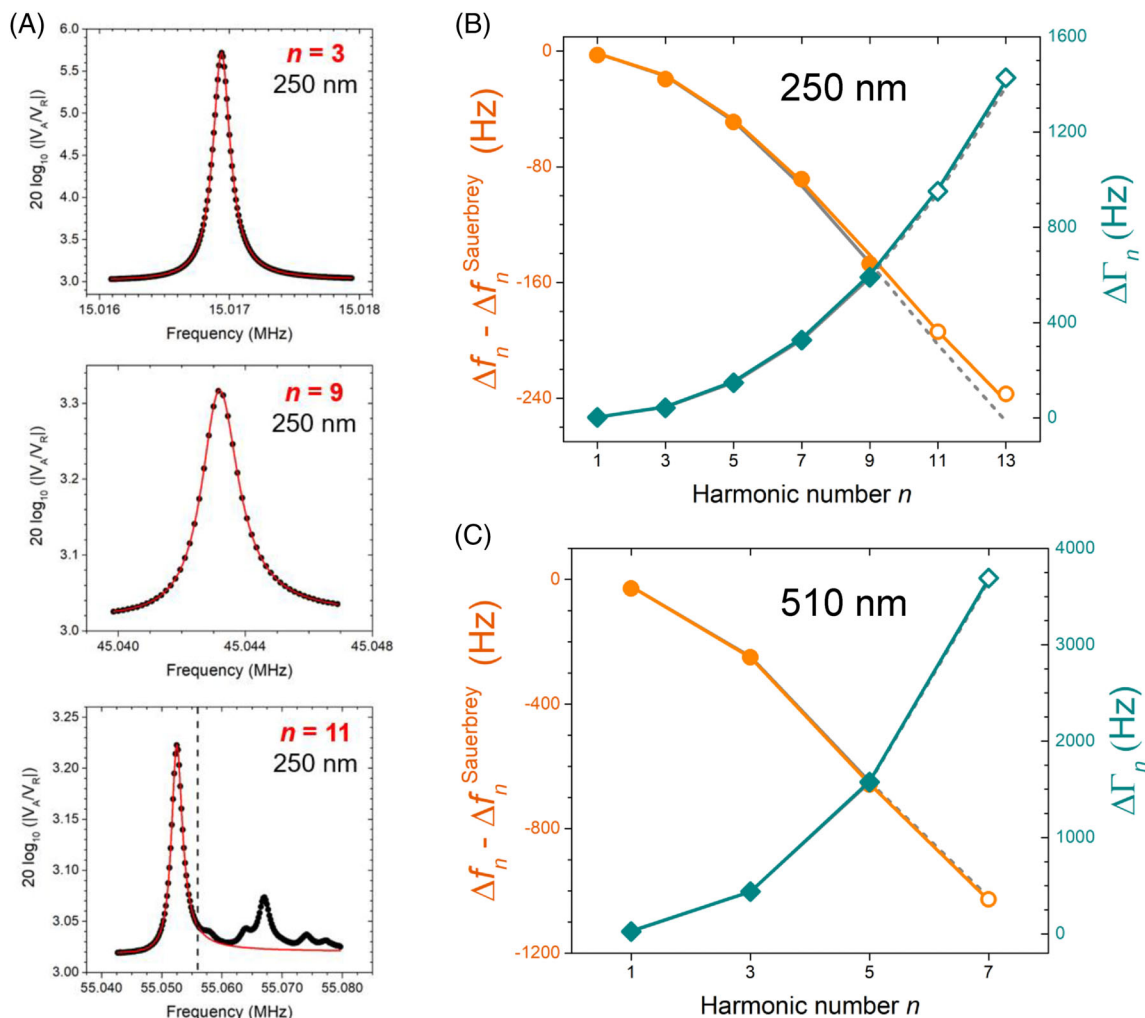 (A)
n = 3
250 nm
20 log10 (|VA/VR|)
6.0
5.5
5.0
4.5
4.0
3.5
3.0
15.016
15.017
15.018
Frequency (MHz)
n = 9
250 nm
20 log10 (|VA/VR|)
3.3
3.2
3.1
3.0
45.040
45.044
45.048
Frequency (MHz)
n = 11
250 nm
20 log10 (|VA/VR|)
3.25
3.20
3.15
3.10
3.05
3.00
55.040
55.050
55.060
55.070
55.080
Frequency (MHz)
(B)
250 nm
Δfn - ΔfnSauerbrey (Hz)
0
-80
-160
-240
1600
1200
800
400
0
ΔΓn (Hz)
1
3
5
7
9
11
13
Harmonic number n
(C)
510 nm
Δfn - ΔfnSauerbrey (Hz)
0
-400
-800
-1200
4000
3000
2000
1000
0
ΔΓn (Hz)
1
3
5
7
Harmonic number n